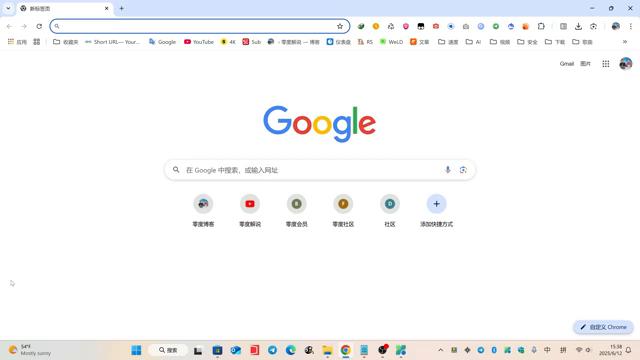 新标签页
应用
收藏夹
Short URL— Your...
Google
YouTube
4K
Sub
- 零度解说 — 博客
仪表盘
RS
WeLO
文章
速度
AI
视频
安全
下载
歌曲
Gmail
图片
Google
在 Google 中搜索，或输入网址
零度博客
零度解说
零度会员
零度社区
社区
添加快捷方式
自定义 Chrome
54°F
Mostly sunny
搜索
中
拼
15:38
2025/6/12